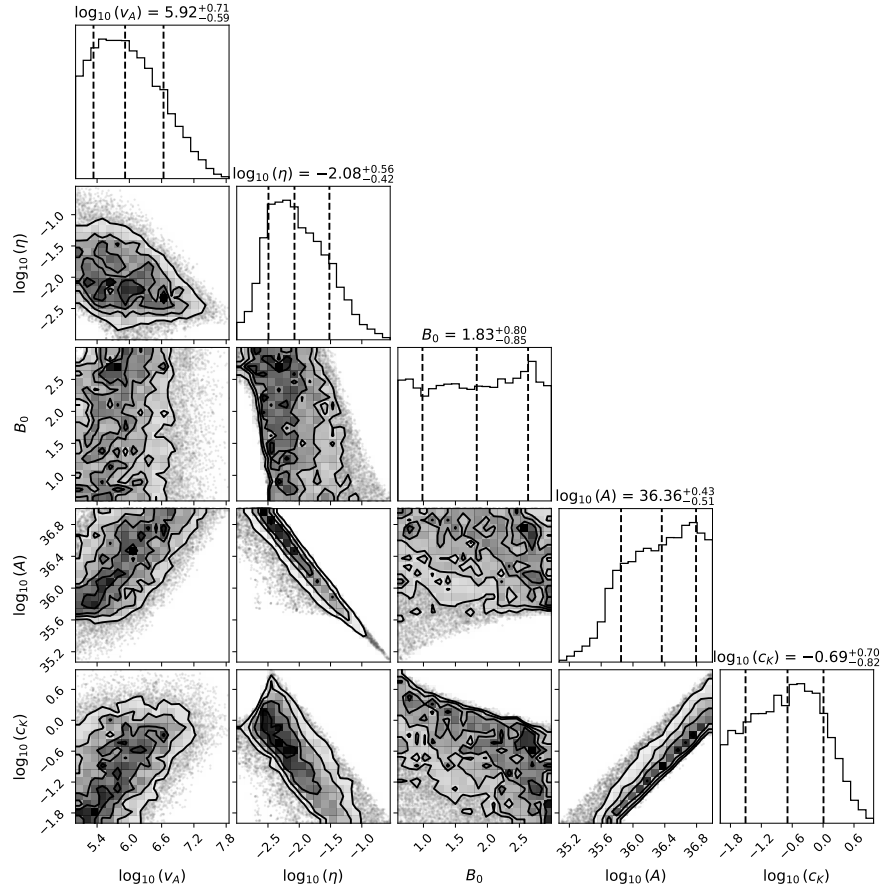 log₁₀(v_A) = 5.92^{+0.71}_{−0.59}
log₁₀(η) = −2.08^{+0.56}_{−0.42}
−1.0
−1.5
−2.0
−2.5
log₁₀(η)
B₀ = 1.83^{+0.80}_{−0.85}
2.5
2.0
1.5
1.0
B₀
log₁₀(A) = 36.36^{+0.43}_{−0.51}
36.8
36.4
36.0
35.6
35.2
log₁₀(A)
log₁₀(c_K) = −0.69^{+0.70}_{−0.82}
0.6
0.0
−0.6
−1.2
−1.8
log₁₀(c_K)
5.4 6.0 6.6 7.2 7.8 −2.5 −2.0 −1.5 −1.0 1.0 1.5 2.0 2.5 35.2 35.6 36.0 36.4 36.8 −1.8 −1.2 −0.6 0.0 0.6
log₁₀(v_A) log₁₀(η) B₀ log₁₀(A) log₁₀(c_K)